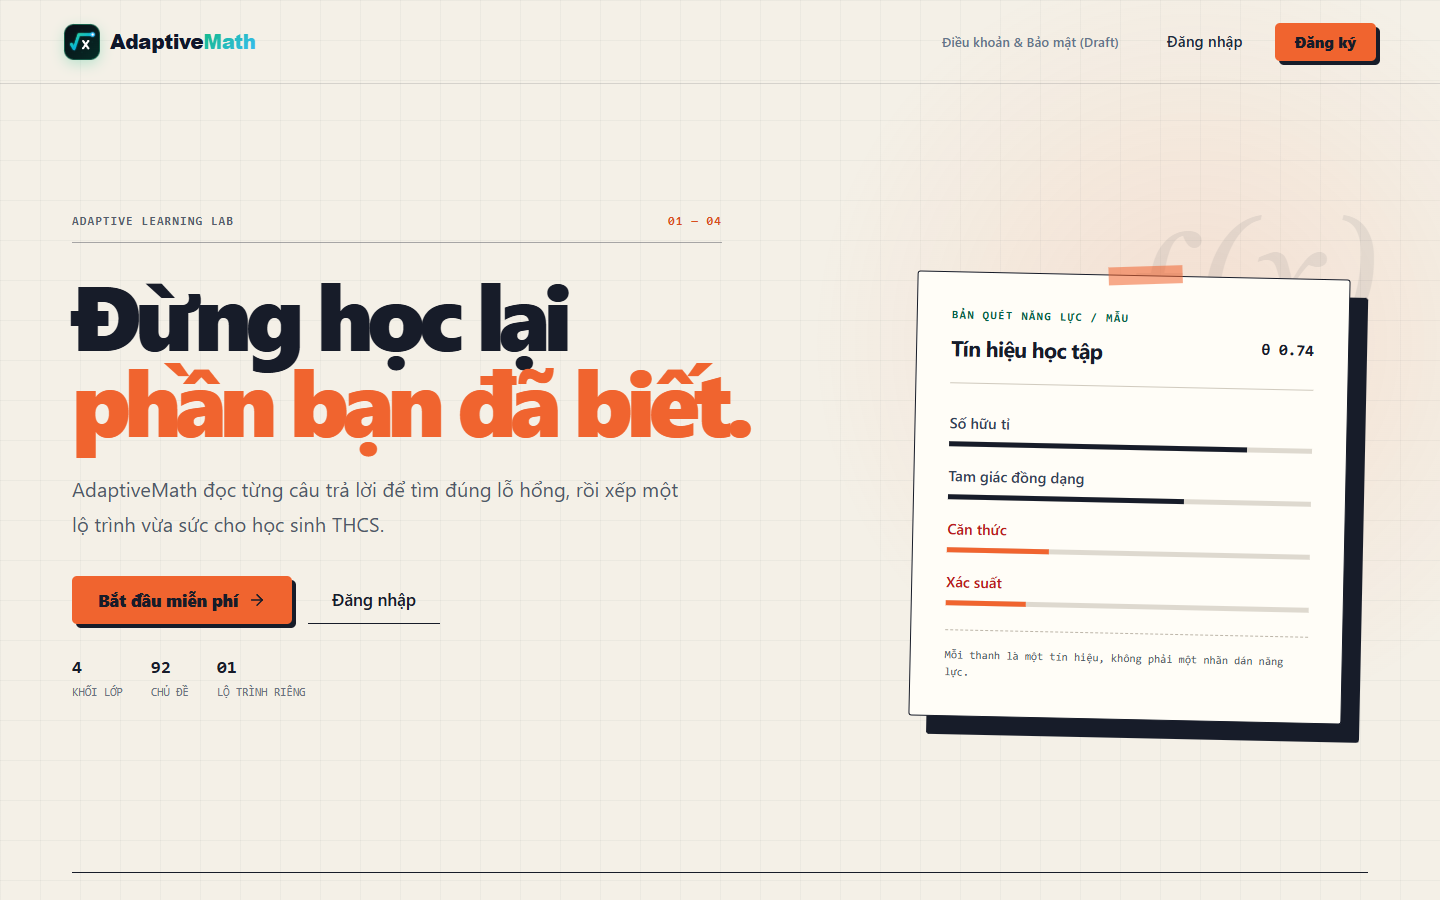 AdaptiveMath
Điều khoản & Bảo mật (Draft)
Đăng nhập
Đăng ký
ADAPTIVE LEARNING LAB
01 — 04
Đừng học lại
phần bạn đã biết.
AdaptiveMath đọc từng câu trả lời để tìm đúng lỗ hổng, rồi xếp một
lộ trình vừa sức cho học sinh THCS.
Bắt đầu miễn phí →
Đăng nhập
4
KHỐI LỚP
92
CHỦ ĐỀ
01
LỘ TRÌNH RIÊNG
f(x)
BẢN QUÉT NĂNG LỰC / MẪU
Tín hiệu học tập
θ 0.74
Số hữu tỉ
Tam giác đồng dạng
Căn thức
Xác suất
Mỗi thanh là một tín hiệu, không phải một nhãn dán năng
lực.